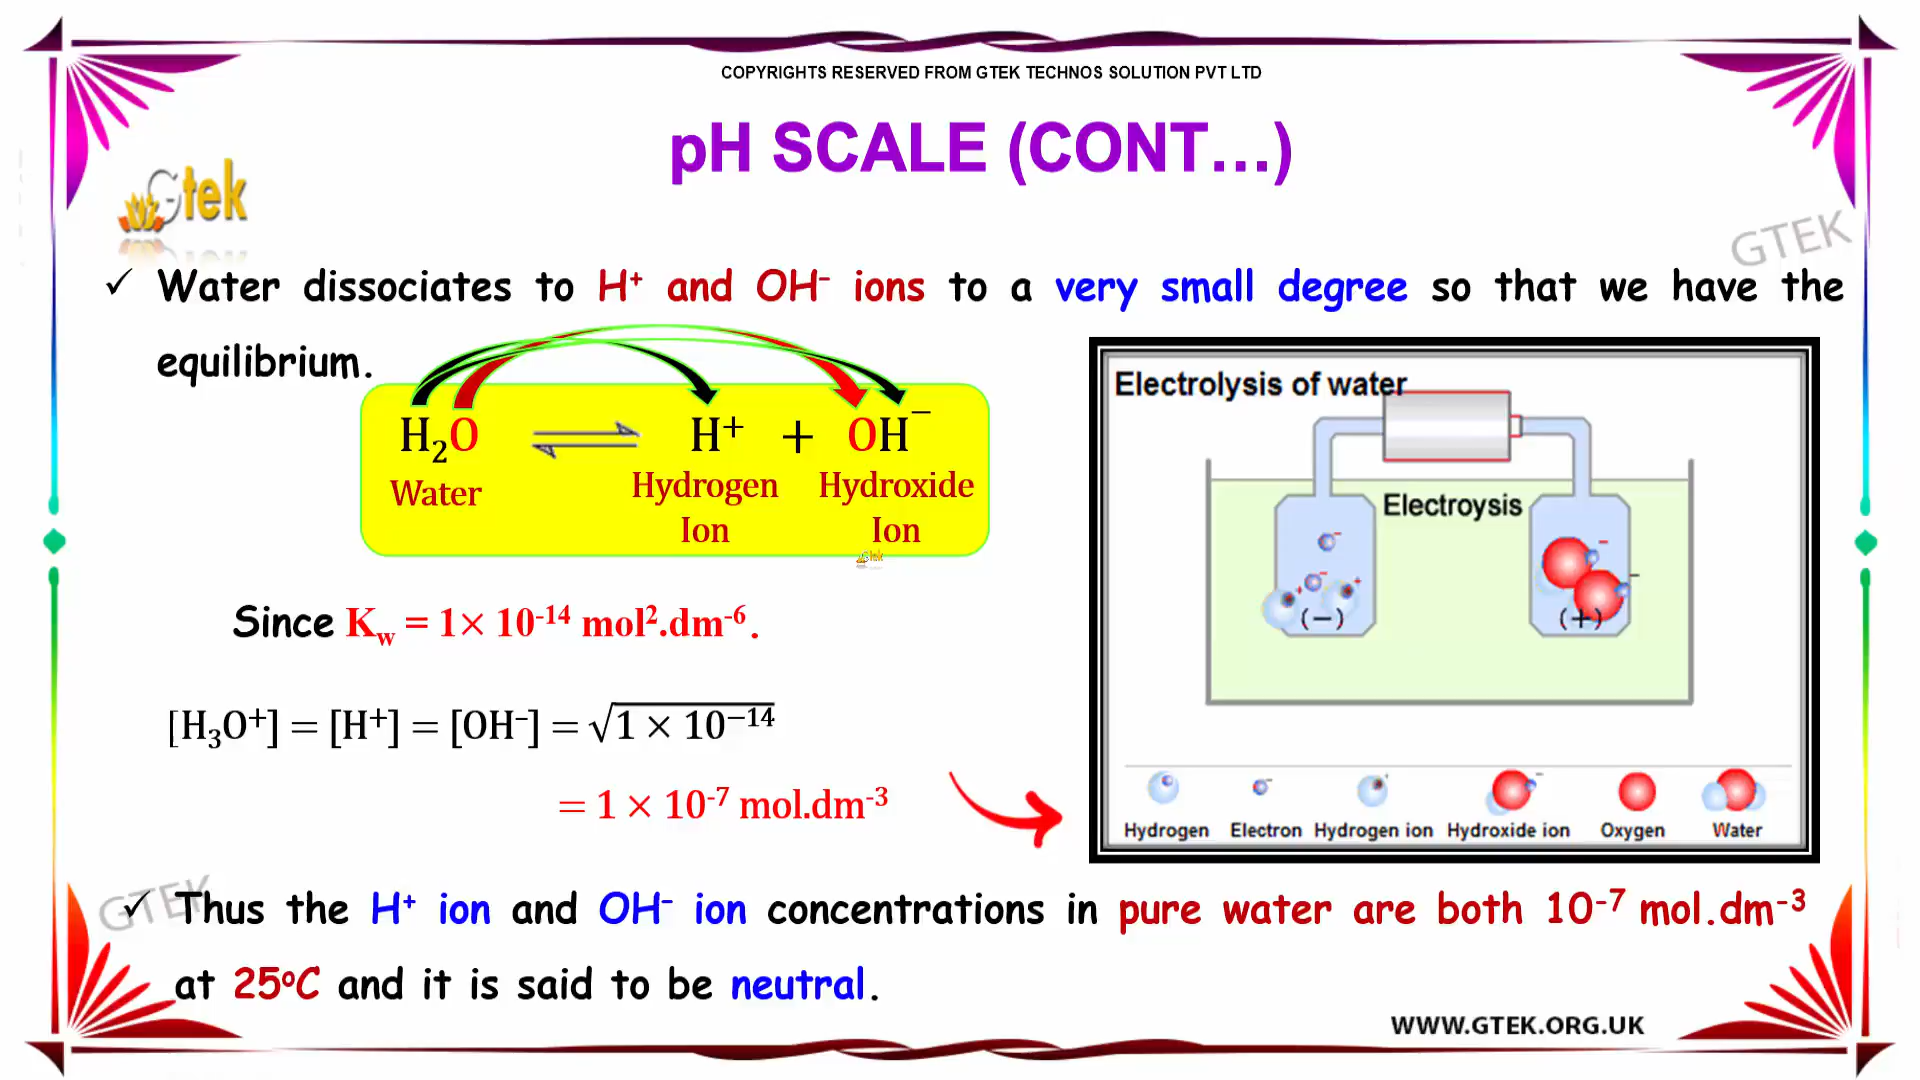 COPYRIGHTS RESERVED FROM GTEK TECHNOS SOLUTION PVT LTD
pH SCALE (CONT...)
Gtek
GTEK
✓ Water dissociates to H⁺ and OH⁻ ions to a very small degree so that we have the
equilibrium.
H₂O ⇌ H⁺ + OH⁻
Water Hydrogen Hydroxide
Ion Ion
Gtek
Since K_w = 1× 10⁻¹⁴ mol².dm⁻⁶.
[H₃O⁺] = [H⁺] = [OH⁻] = √1 × 10⁻¹⁴
= 1 × 10⁻⁷ mol.dm⁻³
Electrolysis of water
Electroysis
(−) (+)
Hydrogen Electron Hydrogen ion Hydroxide ion Oxygen Water
GTEK
✓ Thus the H⁺ ion and OH⁻ ion concentrations in pure water are both 10⁻⁷ mol.dm⁻³
at 25ºC and it is said to be neutral.
WWW.GTEK.ORG.UK